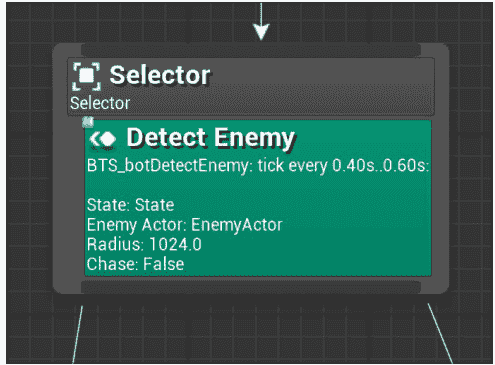 Selector
Selector
Detect Enemy
BTS_botDetectEnemy: tick every 0.40s..0.60s:
State: State
Enemy Actor: EnemyActor
Radius: 1024.0
Chase: False